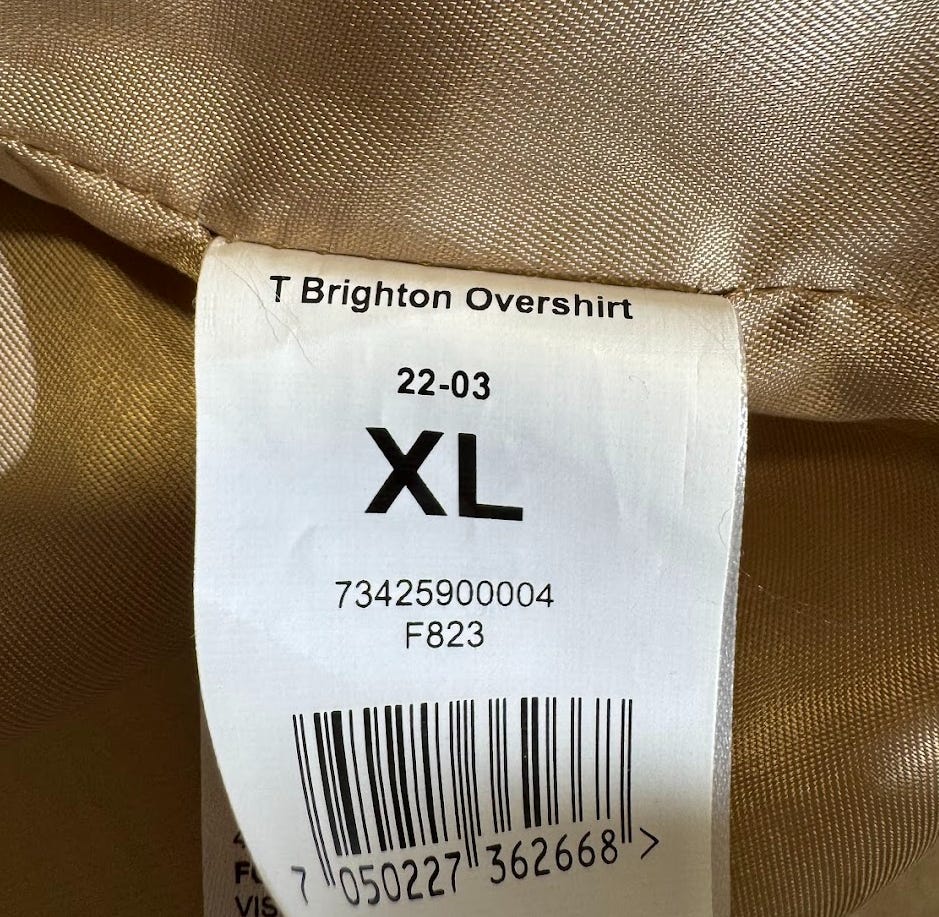 T Brighton Overshirt
22-03
XL
73425900004
F823
7 050227 362668 >